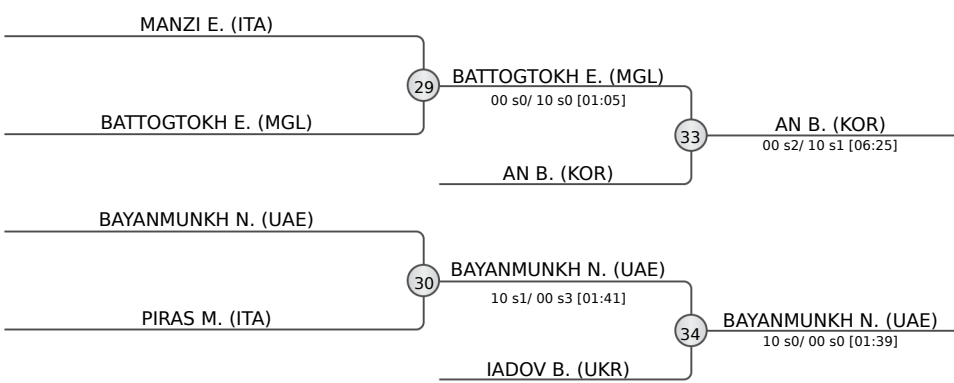 MANZI E. (ITA)
29
BATTOGTOKH E. (MGL)
00 s0/ 10 s0 [01:05]
BATTOGTOKH E. (MGL)
33
AN B. (KOR)
00 s2/ 10 s1 [06:25]
AN B. (KOR)
BAYANMUNKH N. (UAE)
30
BAYANMUNKH N. (UAE)
10 s1/ 00 s3 [01:41]
PIRAS M. (ITA)
34
BAYANMUNKH N. (UAE)
10 s0/ 00 s0 [01:39]
IADOV B. (UKR)